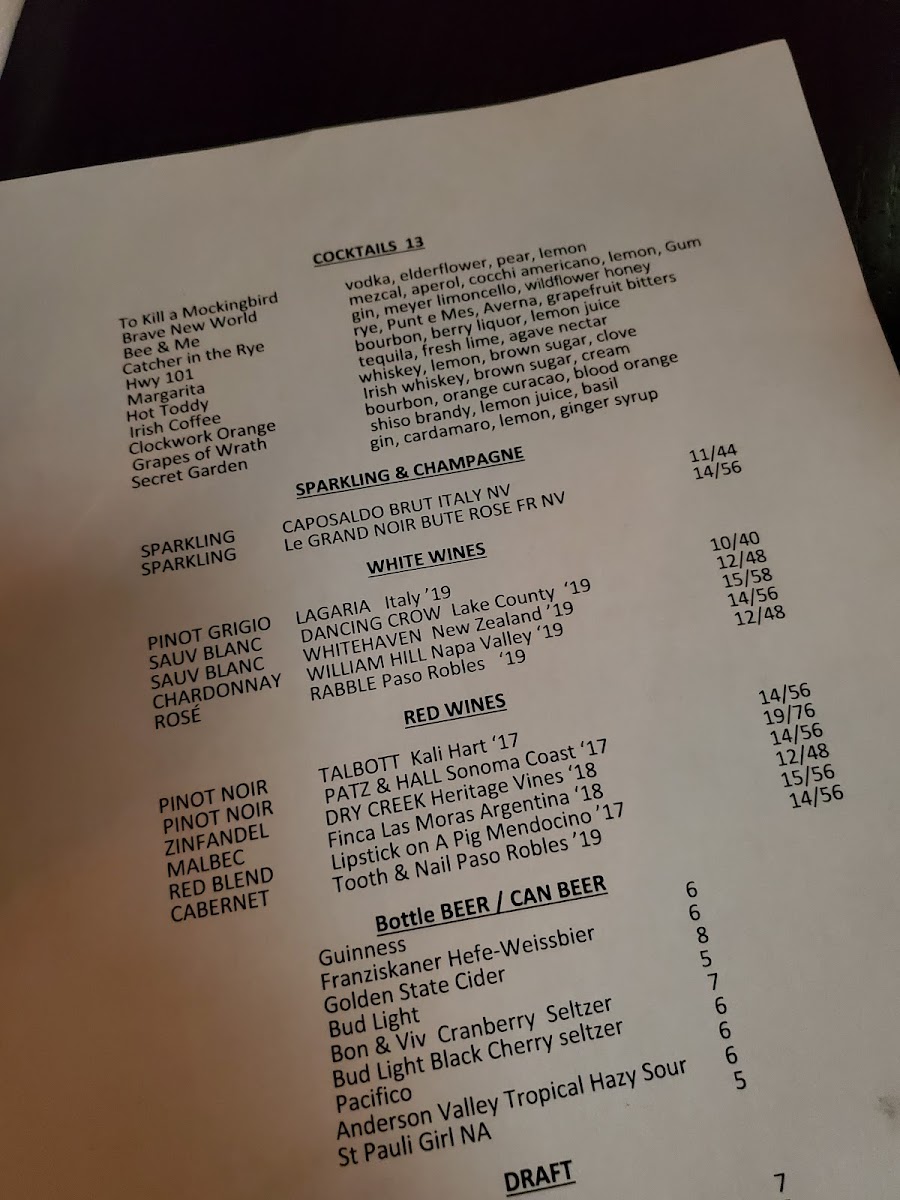 COCKTAILS 13
To Kill a Mockingbird vodka, elderflower, pear, lemon
Brave New World mezcal, aperol, cocchi americano, lemon, Gum
Bee & Me gin, meyer limoncello, wildflower honey
Catcher in the Rye rye, Punt e Mes, Averna, grapefruit bitters
Hwy 101 bourbon, berry liquor, lemon juice
Margarita tequila, fresh lime, agave nectar
Hot Toddy whiskey, lemon, brown sugar, clove
Irish Coffee Irish whiskey, brown sugar, cream
Clockwork Orange bourbon, orange curacao, blood orange
Grapes of Wrath shiso brandy, lemon juice, basil
Secret Garden gin, cardamaro, lemon, ginger syrup
SPARKLING & CHAMPAGNE
SPARKLING CAPOSALDO BRUT ITALY NV 11/44
SPARKLING Le GRAND NOIR BUTE ROSE FR NV 14/56
WHITE WINES
PINOT GRIGIO LAGARIA Italy ’19 10/40
SAUV BLANC DANCING CROW Lake County ‘19 12/48
SAUV BLANC WHITEHAVEN New Zealand ’19 15/58
CHARDONNAY WILLIAM HILL Napa Valley ‘19 14/56
ROSÉ RABBLE Paso Robles ‘19 12/48
RED WINES
PINOT NOIR TALBOTT Kali Hart ‘17 14/56
PINOT NOIR PATZ & HALL Sonoma Coast ‘17 19/76
ZINFANDEL DRY CREEK Heritage Vines ‘18 14/56
MALBEC Finca Las Moras Argentina ‘18 12/48
RED BLEND Lipstick on A Pig Mendocino ’17 15/56
CABERNET Tooth & Nail Paso Robles ’19 14/56
Bottle BEER / CAN BEER
Guinness 6
Franziskaner Hefe-Weissbier 6
Golden State Cider 8
Bud Light 5
Bon & Viv Cranberry Seltzer 7
Bud Light Black Cherry seltzer 6
Pacifico 6
Anderson Valley Tropical Hazy Sour 6
St Pauli Girl NA 5
DRAFT
7